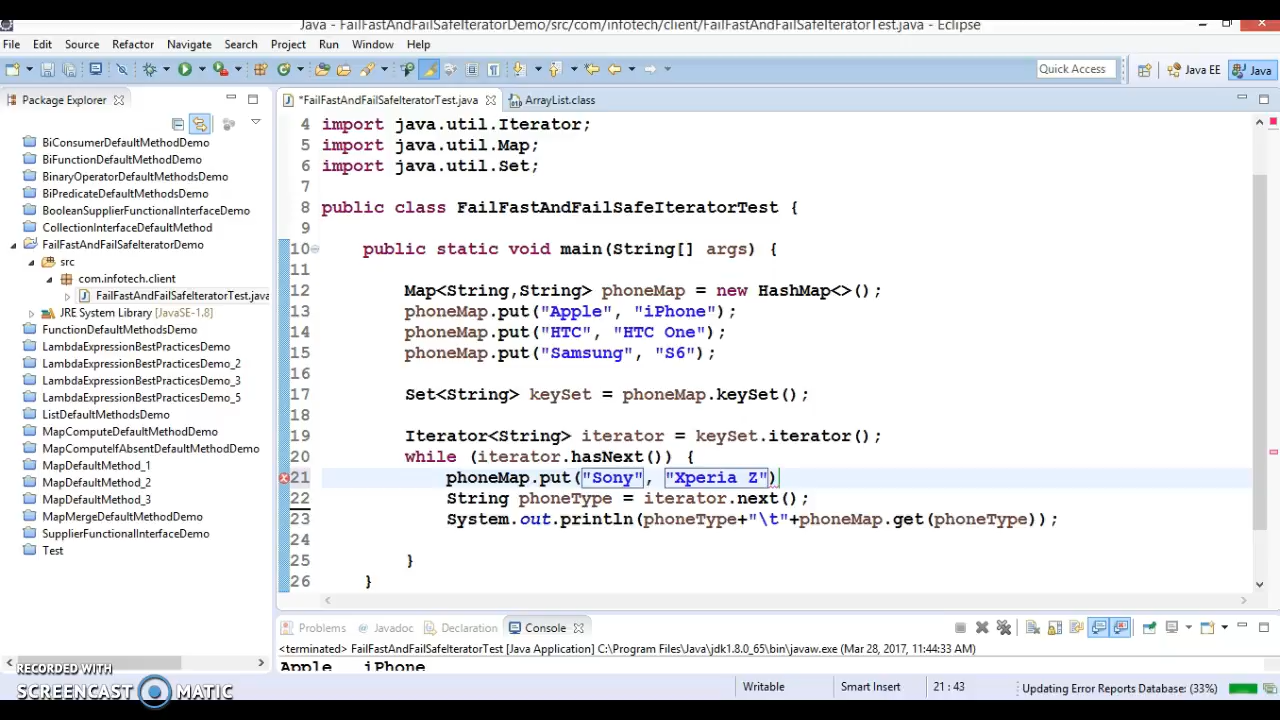 Java - FailFastAndFailSafeIteratorDemo/src/com/infotech/client/FailFastAndFailSafeIteratorTest.java - Eclipse
File Edit Source Refactor Navigate Search Project Run Window Help
Quick Access Java EE Java
Package Explorer
*FailFastAndFailSafeIteratorTest.java ArrayList.class
BiConsumerDefaultMethodDemo
BiFunctionDefaultMethodDemo
BinaryOperatorDefaultMethodsDemo
BiPredicateDefaultMethodsDemo
BooleanSupplierFunctionalInterfaceDemo
CollectionInterfaceDefaultMethod
FailFastAndFailSafeIteratorDemo
src
com.infotech.client
FailFastAndFailSafeIteratorTest.java
JRE System Library [JavaSE-1.8]
FunctionDefaultMethodsDemo
LambdaExpressionBestPracticesDemo
LambdaExpressionBestPracticesDemo_2
LambdaExpressionBestPracticesDemo_3
LambdaExpressionBestPracticesDemo_5
ListDefaultMethodsDemo
MapComputeDefaultMethodDemo
MapComputeIfAbsentDefaultMethodDemo
MapDefaultMethod_1
MapDefaultMethod_2
MapDefaultMethod_3
MapMergeDefaultMethodDemo
SupplierFunctionalInterfaceDemo
Test
4 import java.util.Iterator;
5 import java.util.Map;
6 import java.util.Set;
7
8 public class FailFastAndFailSafeIteratorTest {
9
10 public static void main(String[] args) {
11
12 Map<String,String> phoneMap = new HashMap<>();
13 phoneMap.put("Apple", "iPhone");
14 phoneMap.put("HTC", "HTC One");
15 phoneMap.put("Samsung", "S6");
16
17 Set<String> keySet = phoneMap.keySet();
18
19 Iterator<String> iterator = keySet.iterator();
20 while (iterator.hasNext()) {
21 phoneMap.put("Sony", "Xperia Z")
22 String phoneType = iterator.next();
23 System.out.println(phoneType+"\t"+phoneMap.get(phoneType));
24
25 }
26 }
Problems Javadoc Declaration Console
<terminated> FailFastAndFailSafeIteratorTest [Java Application] C:\Program Files\Java\jdk1.8.0_65\bin\javaw.exe (Mar 28, 2017, 11:44:33 AM)
Apple iPhone
Writable Smart Insert 21 : 43 Updating Error Reports Database: (33%)
RECORDED WITH
SCREENCAST MATIC